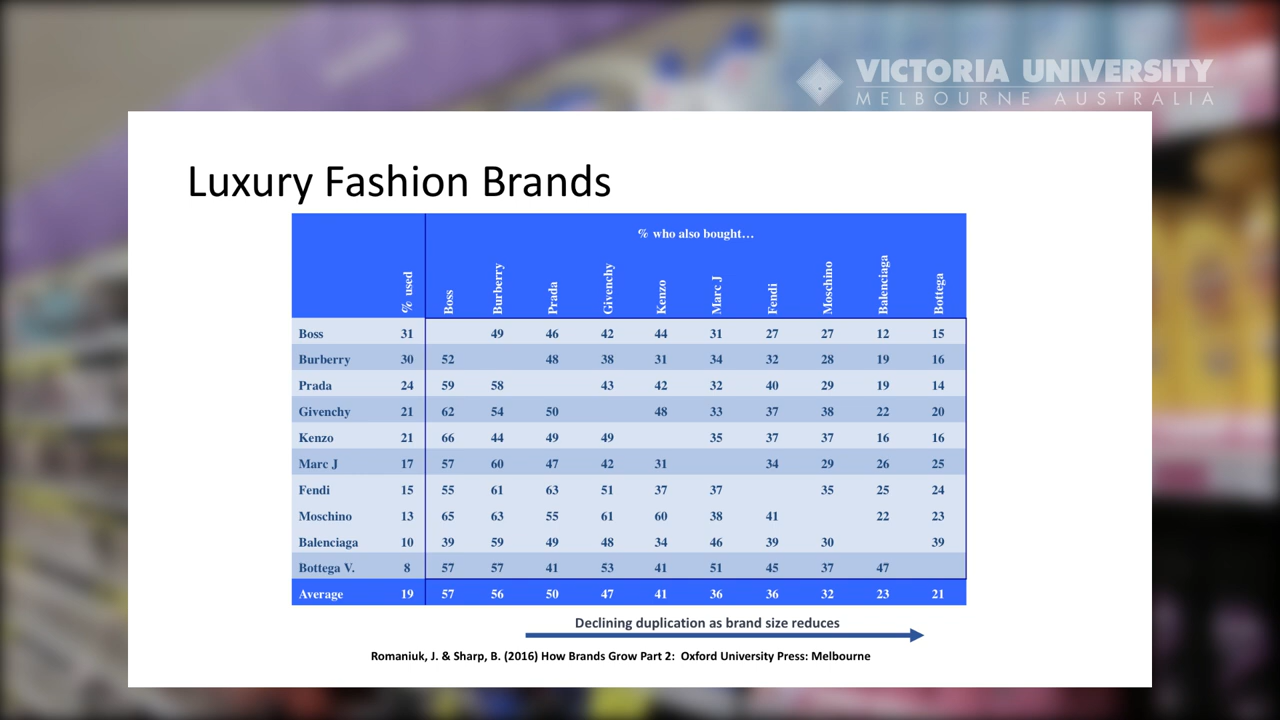 VICTORIA UNIVERSITY
MELBOURNE AUSTRALIA
Luxury Fashion Brands
% who also bought…
% used Boss Burberry Prada Givenchy Kenzo Marc J Fendi Moschino Balenciaga Bottega
Boss 31 49 46 42 44 31 27 27 12 15
Burberry 30 52 48 38 31 34 32 28 19 16
Prada 24 59 58 43 42 32 40 29 19 14
Givenchy 21 62 54 50 48 33 37 38 22 20
Kenzo 21 66 44 49 49 35 37 37 16 16
Marc J 17 57 60 47 42 31 34 29 26 25
Fendi 15 55 61 63 51 37 37 35 25 24
Moschino 13 65 63 55 61 60 38 41 22 23
Balenciaga 10 39 59 49 48 34 46 39 30 39
Bottega V. 8 57 57 41 53 41 51 45 37 47
Average 19 57 56 50 47 41 36 36 32 23 21
Declining duplication as brand size reduces
Romaniuk, J. & Sharp, B. (2016) How Brands Grow Part 2: Oxford University Press: Melbourne